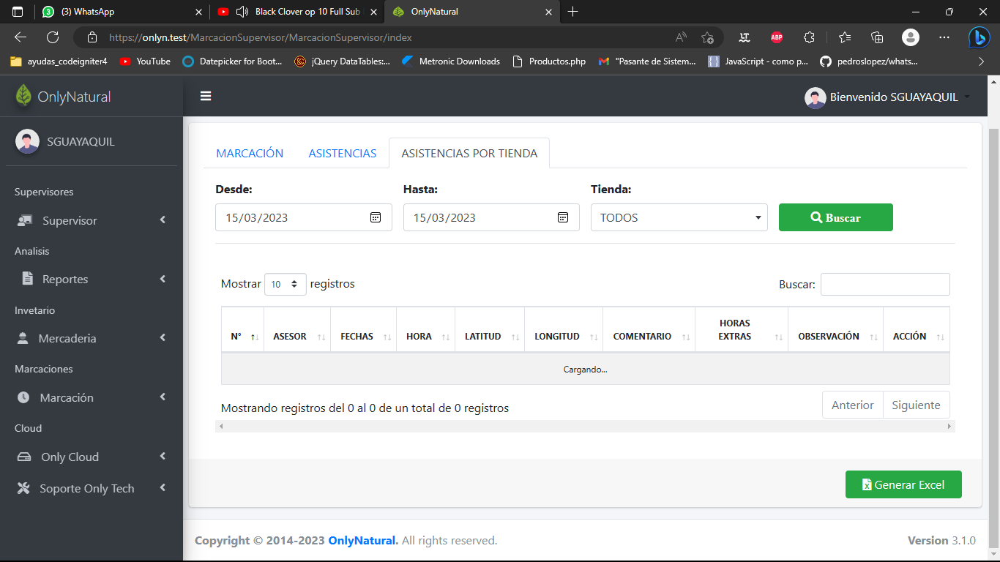 (3) WhatsApp
Black Clover op 10 Full Sub
OnlyNatural
https://onlyn.test/MarcacionSupervisor/MarcacionSupervisor/index
ayudas_codeigniter4
YouTube
Datepicker for Boot...
jQuery DataTables:...
Metronic Downloads
Productos.php
"Pasante de Sistem...
JavaScript - como p...
pedroslopez/whats...
OnlyNatural
Bienvenido SGUAYAQUIL
SGUAYAQUIL
Supervisores
Supervisor
Analisis
Reportes
Invetario
Mercaderia
Marcaciones
Marcación
Cloud
Only Cloud
Soporte Only Tech
MARCACIÓN
ASISTENCIAS
ASISTENCIAS POR TIENDA
Desde:
Hasta:
Tienda:
15/03/2023
15/03/2023
TODOS
Buscar
Mostrar 10 registros
Buscar:
N°
ASESOR
FECHAS
HORA
LATITUD
LONGITUD
COMENTARIO
HORAS
EXTRAS
OBSERVACIÓN
ACCIÓN
Cargando...
Mostrando registros del 0 al 0 de un total de 0 registros
Anterior
Siguiente
Generar Excel
Copyright © 2014-2023 OnlyNatural. All rights reserved.
Version 3.1.0